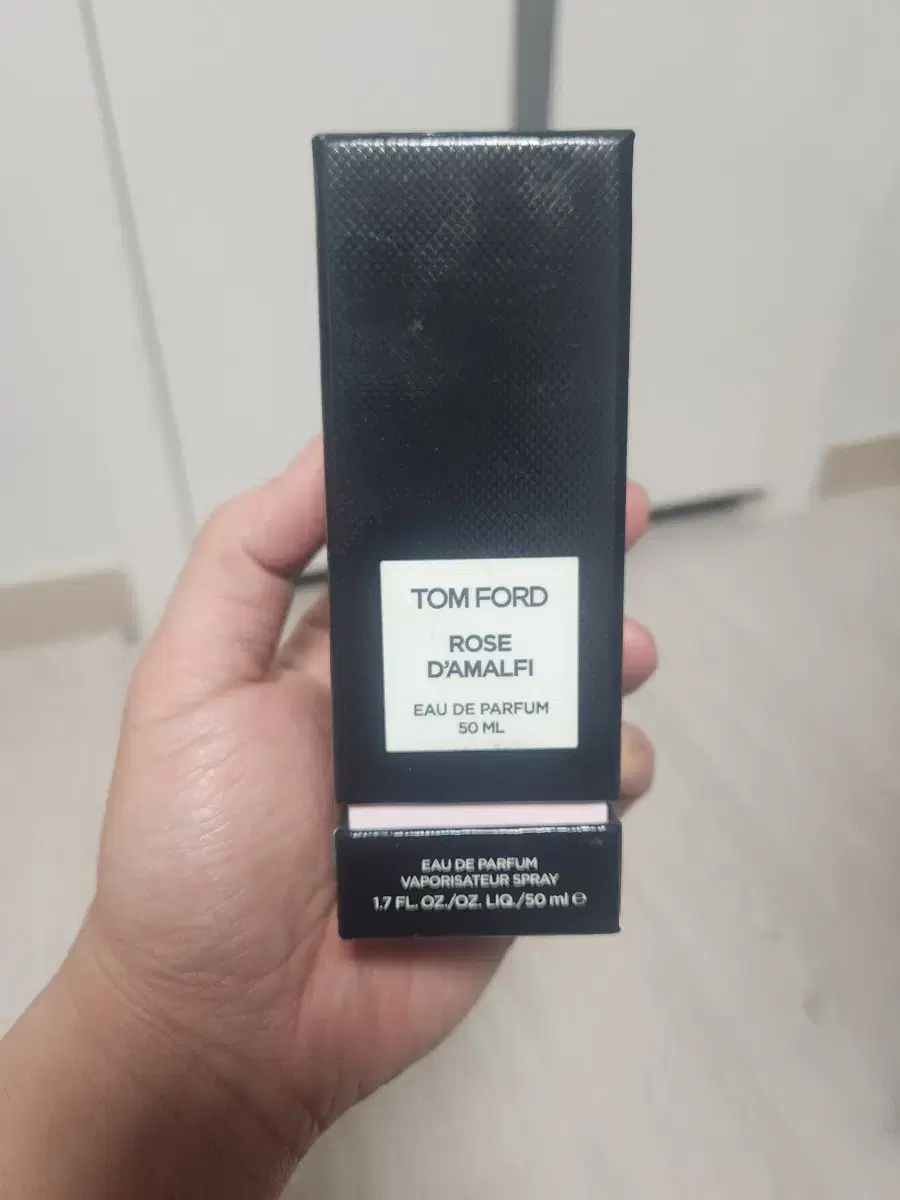 TOM FORD
ROSE
D'AMALFI
EAU DE PARFUM
50 ML
EAU DE PARFUM
VAPORISATEUR SPRAY
1.7 FL. OZ./OZ. LIQ./50 ml ℮